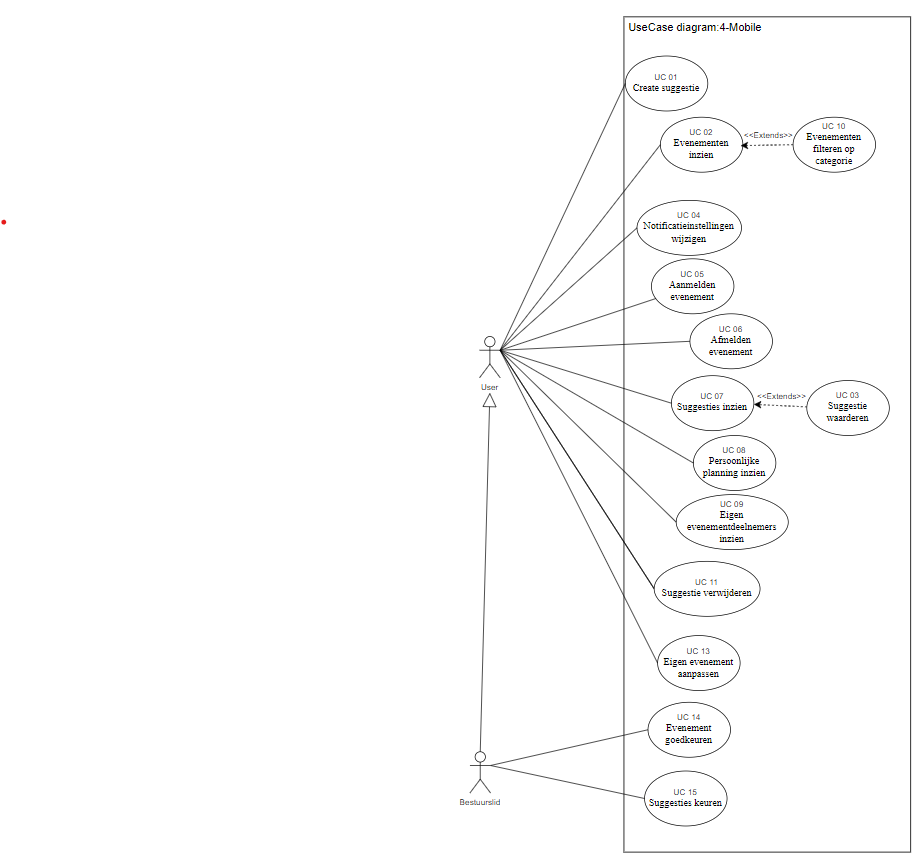 UseCase diagram:4-Mobile
UC 01
Create suggestie
UC 02
Evenementen
inzien
<<Extends>>
UC 10
Evenementen
filteren op
categorie
UC 04
Notificatieinstellingen
wijzigen
UC 05
Aanmelden
evenement
UC 06
Afmelden
evenement
User
UC 07
Suggesties inzien
<<Extends>>
UC 03
Suggestie
waarderen
UC 08
Persoonlijke
planning inzien
UC 09
Eigen
evenementdeelnemers
inzien
UC 11
Suggestie verwijderen
UC 13
Eigen evenement
aanpassen
UC 14
Evenement
goedkeuren
UC 15
Suggesties keuren
Bestuurslid